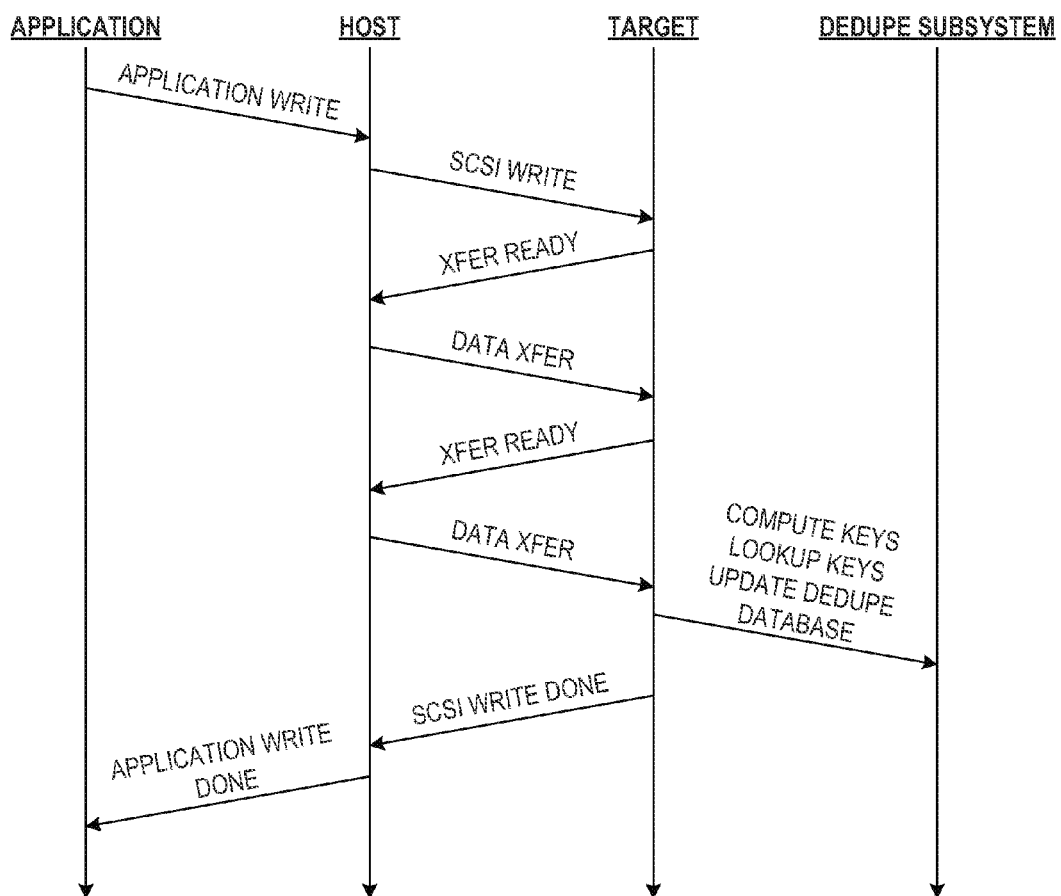 APPLICATION
HOST
TARGET
DEDUPE SUBSYSTEM
APPLICATION WRITE
SCSI WRITE
XFER READY
DATA XFER
XFER READY
DATA XFER
COMPUTE KEYS
LOOKUP KEYS
UPDATE DEDUPE
DATABASE
SCSI WRITE DONE
APPLICATION WRITE
DONE